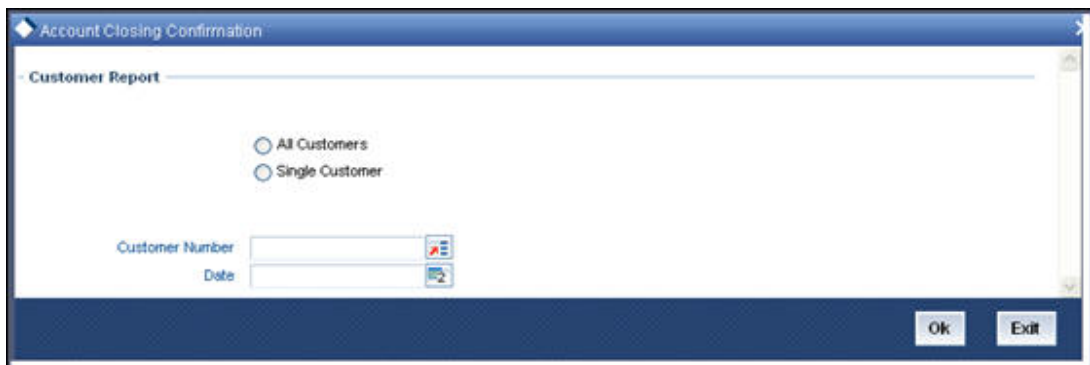 Account Closing Confirmation
Customer Report
All Customers
Single Customer
Customer Number
Date
Ok
Exit